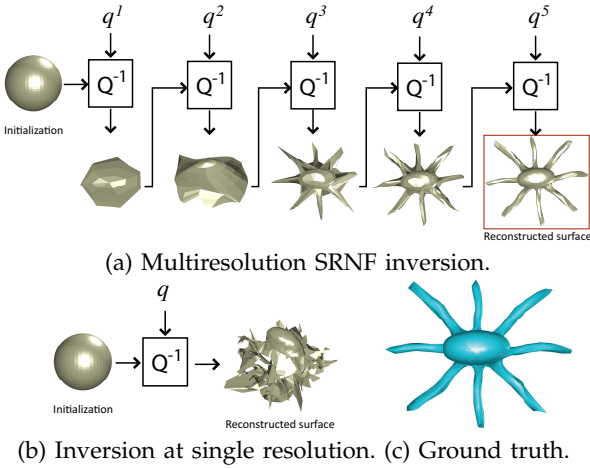 q¹ q² q³ q⁴ q⁵
Q⁻¹ Q⁻¹ Q⁻¹ Q⁻¹ Q⁻¹
Initialization
Reconstructed surface
(a) Multiresolution SRNF inversion.
q
Q⁻¹
Initialization
Reconstructed surface
(b) Inversion at single resolution. (c) Ground truth.